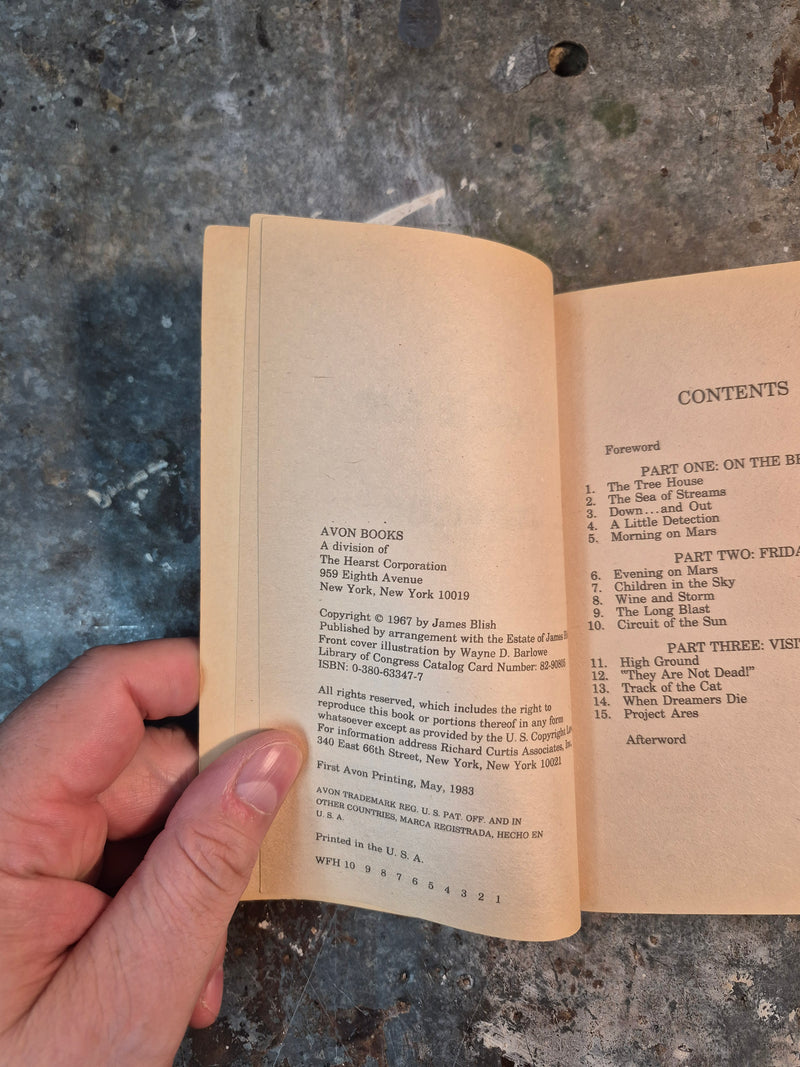 AVON BOOKS
A division of
The Hearst Corporation
959 Eighth Avenue
New York, New York 10019
Copyright © 1967 by James Blish
Published by arrangement with the Estate of James
Front cover illustration by Wayne D. Barlowe
Library of Congress Catalog Card Number: 82-90805
ISBN: 0-380-63347-7
All rights reserved, which includes the right to
reproduce this book or portions thereof in any form
whatsoever except as provided by the U. S. Copyright
For information address Richard Curtis Associates, Inc.
340 East 66th Street, New York, New York 10021
First Avon Printing, May, 1983
AVON TRADEMARK REG. U. S. PAT. OFF. AND IN
OTHER COUNTRIES, MARCA REGISTRADA, HECHO EN
U. S. A.
Printed in the U. S. A.
WFH 10 9 8 7 6 5 4 3 2 1
CONTENTS
Foreword
PART ONE: ON THE
1. The Tree House
2. The Sea of Streams
3. Down...and Out
4. A Little Detection
5. Morning on Mars
PART TWO:
6. Evening on Mars
7. Children in the Sky
8. Wine and Storm
9. The Long Blast
10. Circuit of the Sun
PART THREE:
11. High Ground
12. "They Are Not Dead!"
13. Track of the Cat
14. When Dreamers Die
15. Project Ares
Afterword